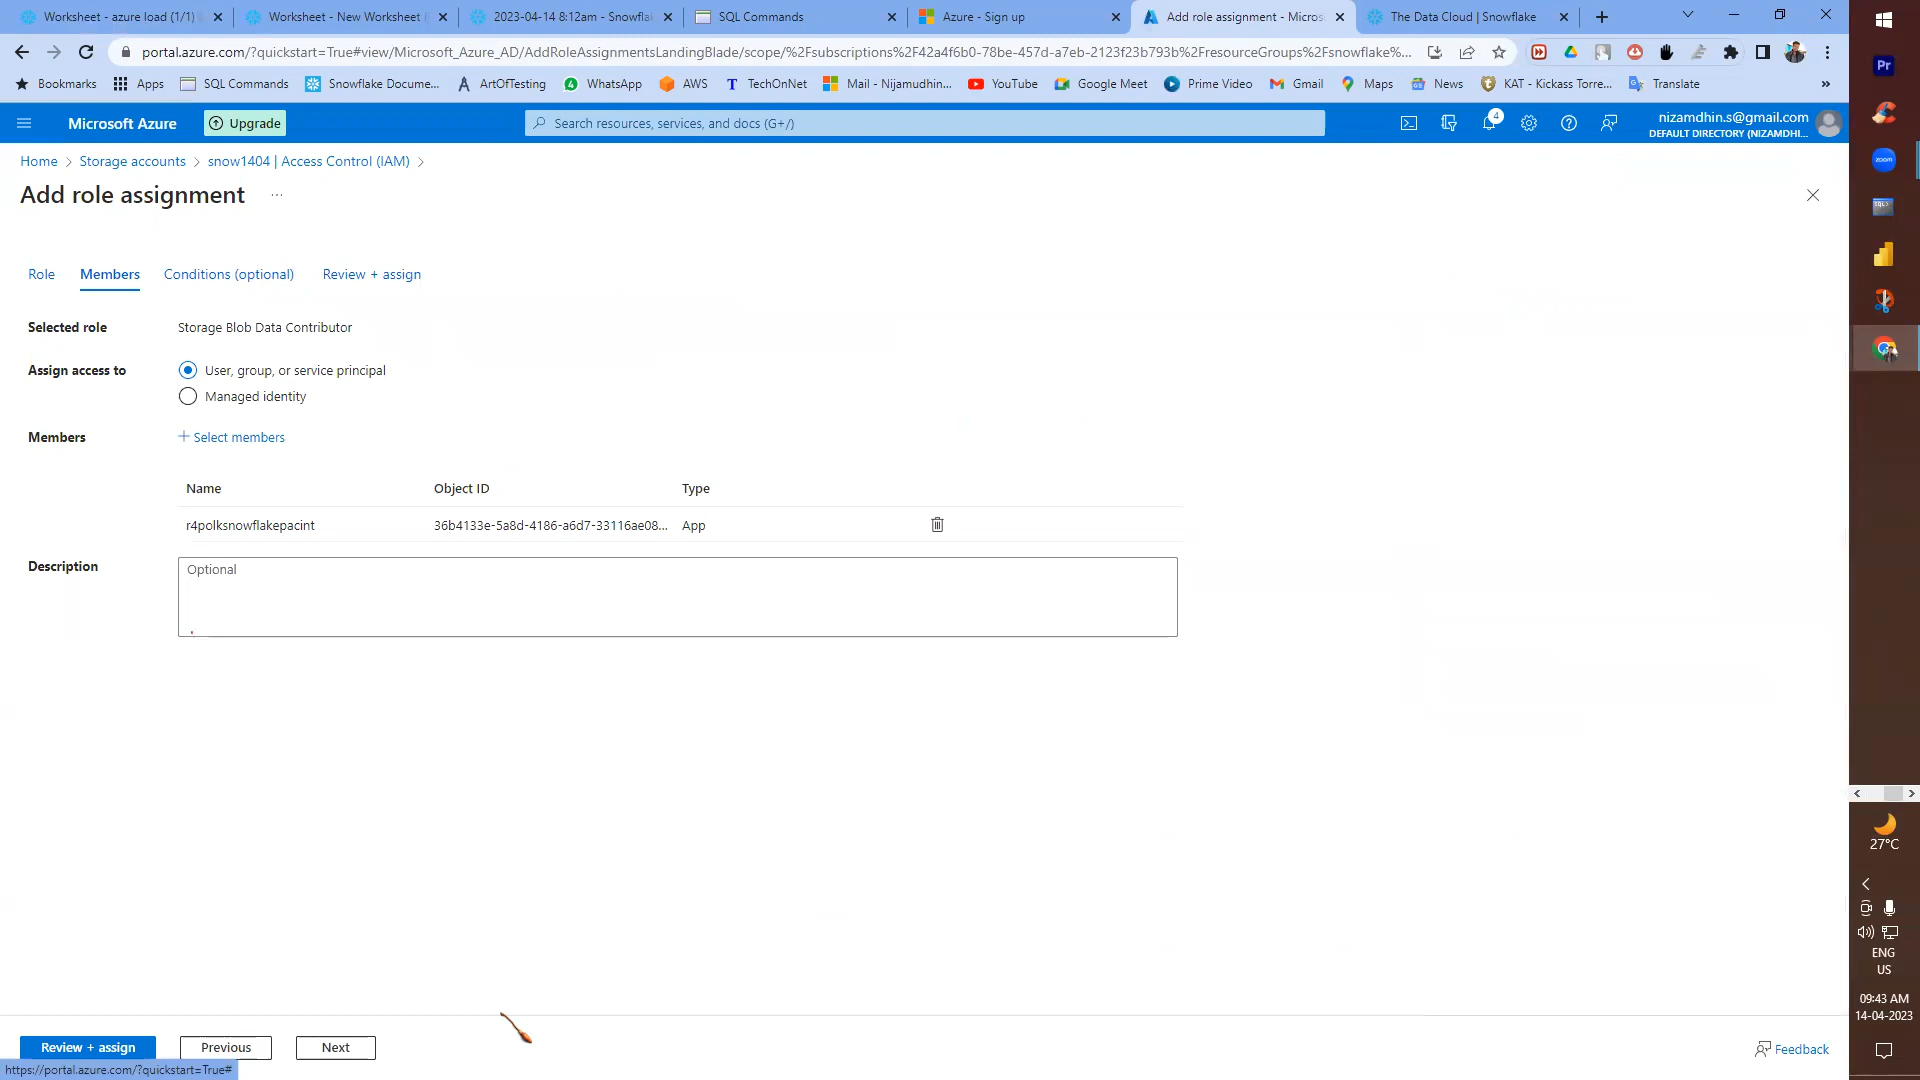 Worksheet - azure load (1/1)
Worksheet - New Worksheet
2023-04-14 8:12am - Snowfla
SQL Commands
Azure - Sign up
Add role assignment - Micros
The Data Cloud | Snowflake
portal.azure.com/?quickstart=True#view/Microsoft_Azure_AD/AddRoleAssignmentsLandingBlade/scope/%2Fsubscriptions%2F42a4f6b0-78be-457d-a7eb-2123f23b793b%2FresourceGroups%2Fsnowflake%...
Bookmarks Apps SQL Commands Snowflake Docume... ArtOfTesting WhatsApp AWS TechOnNet Mail - Nijamudhin... YouTube Google Meet Prime Video Gmail Maps News KAT - Kickass Torre... Translate »
Microsoft Azure
Upgrade
Search resources, services, and docs (G+/)
4
nizamdhin.s@gmail.com
DEFAULT DIRECTORY (NIZAMDHI...
Home > Storage accounts > snow1404 | Access Control (IAM) >
Add role assignment ...
Role Members Conditions (optional) Review + assign
Selected role Storage Blob Data Contributor
Assign access to User, group, or service principal
Managed identity
Members + Select members
Name Object ID Type
r4polksnowflakepacint 36b4133e-5a8d-4186-a6d7-33116ae08... App
Description Optional
Review + assign Previous Next
Feedback
https://portal.azure.com/?quickstart=True#
Pr
zoom
SQL>
27°C
ENG
US
09:43 AM
14-04-2023